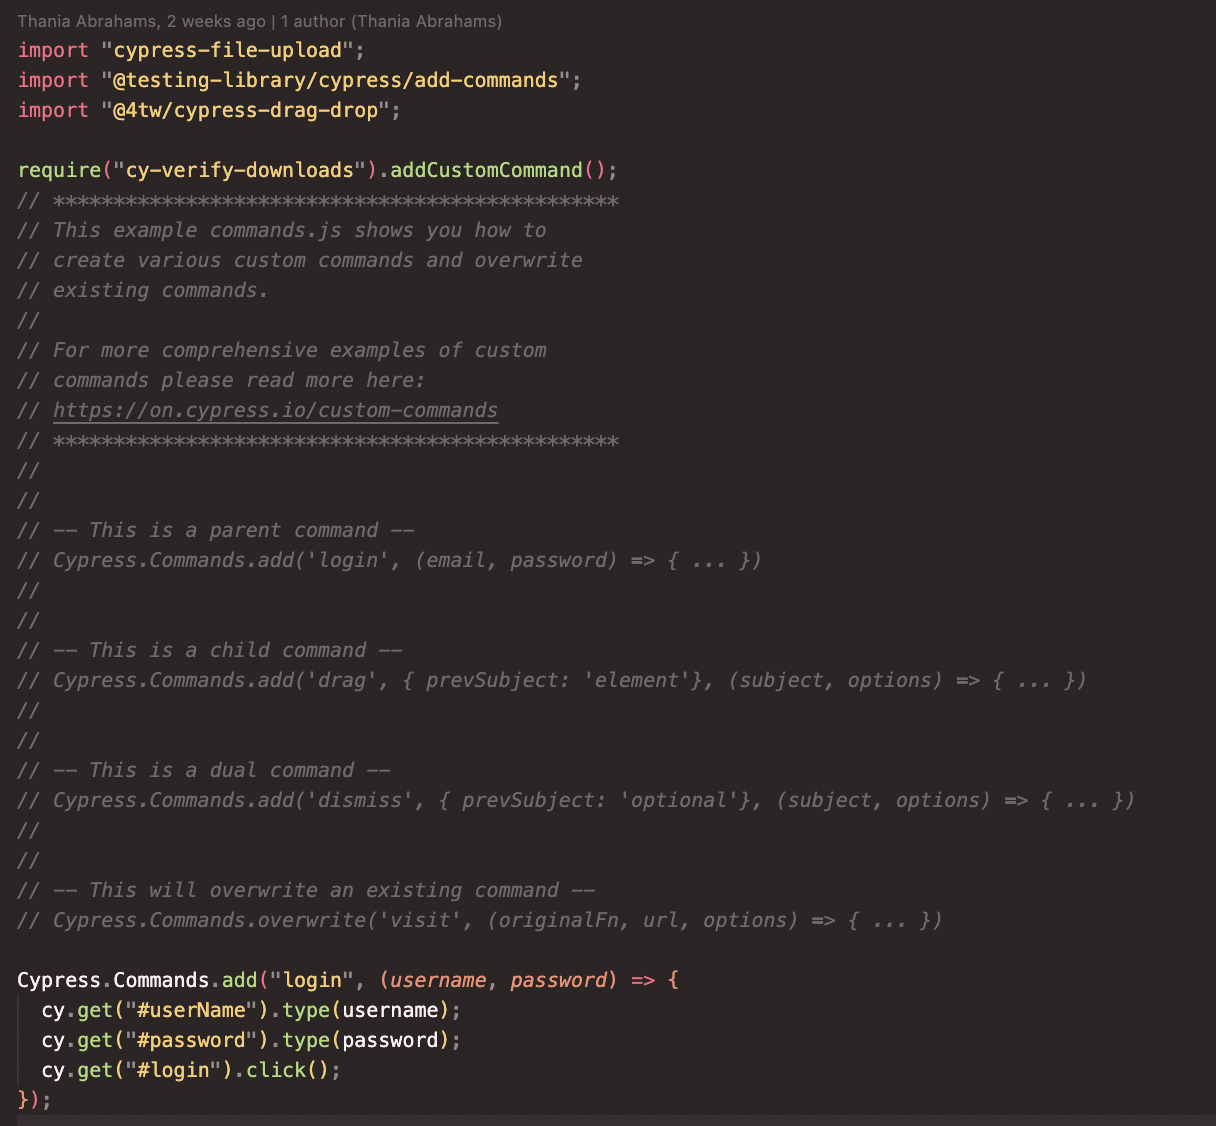 Thania Abrahams, 2 weeks ago | 1 author (Thania Abrahams)
import "cypress-file-upload";
import "@testing-library/cypress/add-commands";
import "@4tw/cypress-drag-drop";
require("cy-verify-downloads").addCustomCommand();
// ***********************************************
// This example commands.js shows you how to
// create various custom commands and overwrite
// existing commands.
//
// For more comprehensive examples of custom
// commands please read more here:
// https://on.cypress.io/custom-commands
// ***********************************************
//
//
// -- This is a parent command --
// Cypress.Commands.add('login', (email, password) => { ... })
//
//
// -- This is a child command --
// Cypress.Commands.add('drag', { prevSubject: 'element'}, (subject, options) => { ... })
//
//
// -- This is a dual command --
// Cypress.Commands.add('dismiss', { prevSubject: 'optional'}, (subject, options) => { ... })
//
//
// -- This will overwrite an existing command --
// Cypress.Commands.overwrite('visit', (originalFn, url, options) => { ... })
Cypress.Commands.add("login", (username, password) => {
  cy.get("#userName").type(username);
  cy.get("#password").type(password);
  cy.get("#login").click();
});